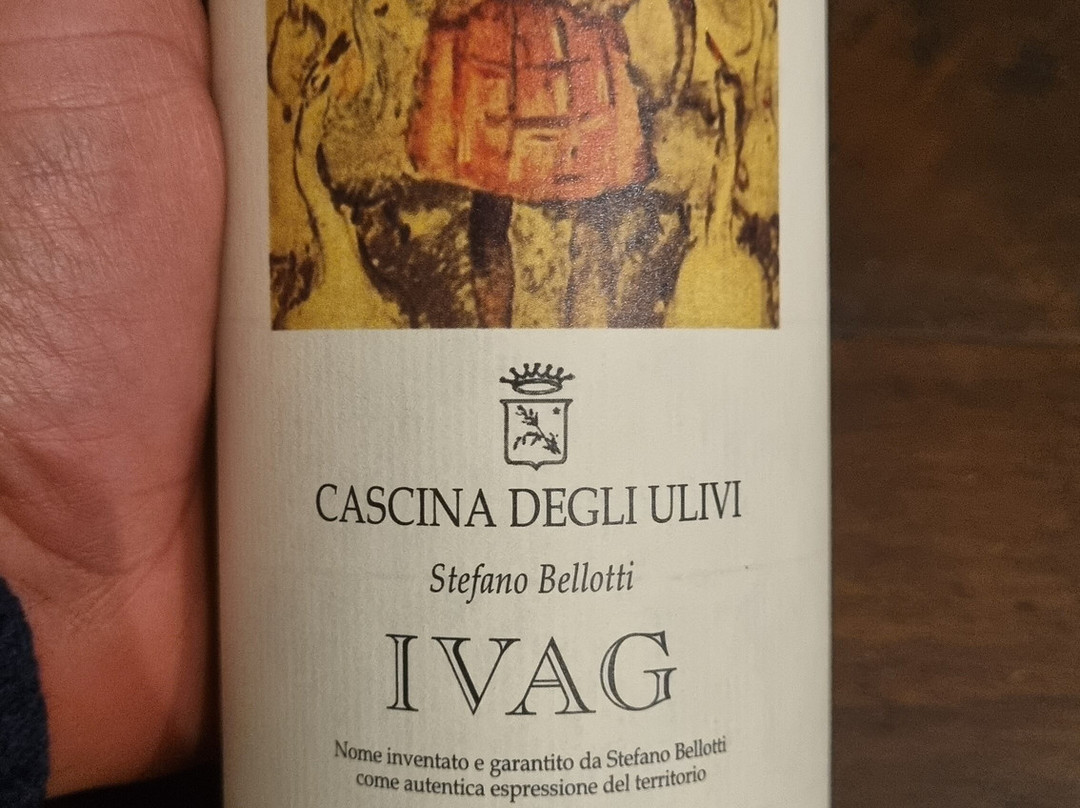 CASCINA DEGLI ULIVI
Stefano Bellotti
IVAG
Nome inventato e garantito da Stefano Bellotti
come autentica espressione del territorio